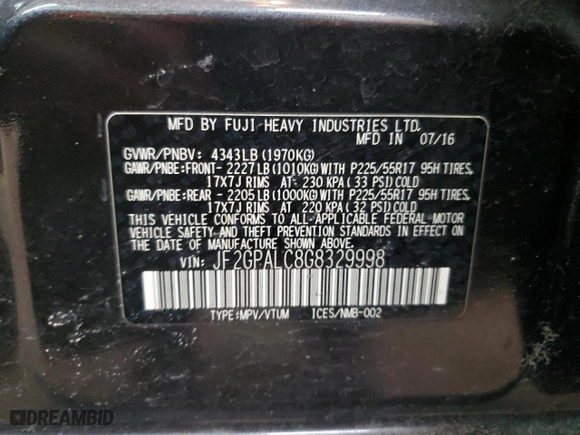 MFD BY FUJI HEAVY INDUSTRIES LTD.
MFD IN 07/16
GVWR/PNBV: 4343LB(1970KG)
GAWR/PNBE:FRONT- 2227LB(1010KG)WITH P225/55R17 95H TIRES,
17X7J RIMS AT 230 KPA( 33 PSI)COLD
GAWR/PNBE:REAR - 2205LB(1000KG)WITH P225/55R17 95H TIRES,
17X7J RIMS AT 220 KPA( 32 PSI)COLD
THIS VEHICLE CONFORMS TO ALL APPLICABLE FEDERAL MOTOR
VEHICLE SAFETY AND THEFT PREVENTION STANDARDS IN EFFECT
ON THE DATE OF MANUFACTURE SHOWN ABOVE.
VIN: JF2GPALC8G8329998
TYPE:MPV/VTUM ICES/NMB-002
DREAMBID